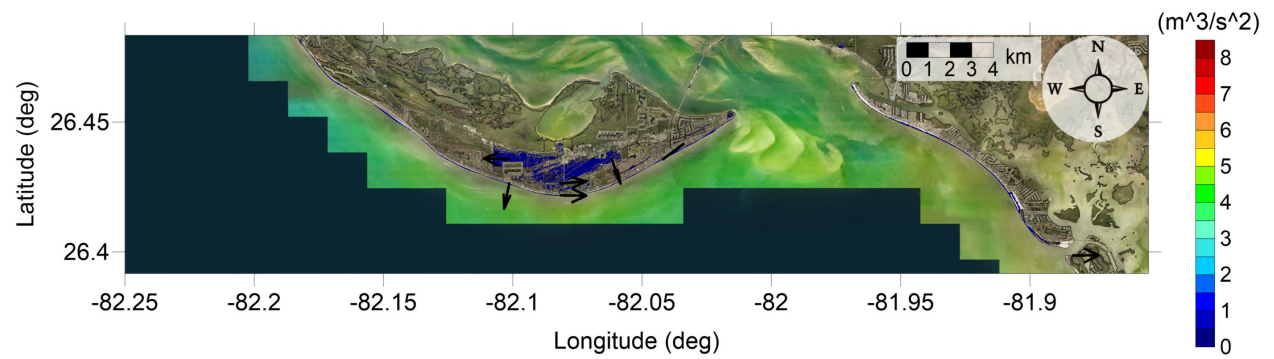 (m^3/s^2)
Latitude (deg)
26.45
26.4
0 1 2 3 4 km
N
W E
S
8
7
6
5
4
3
2
1
0
-82.25 -82.2 -82.15 -82.1 -82.05 -82 -81.95 -81.9
Longitude (deg)